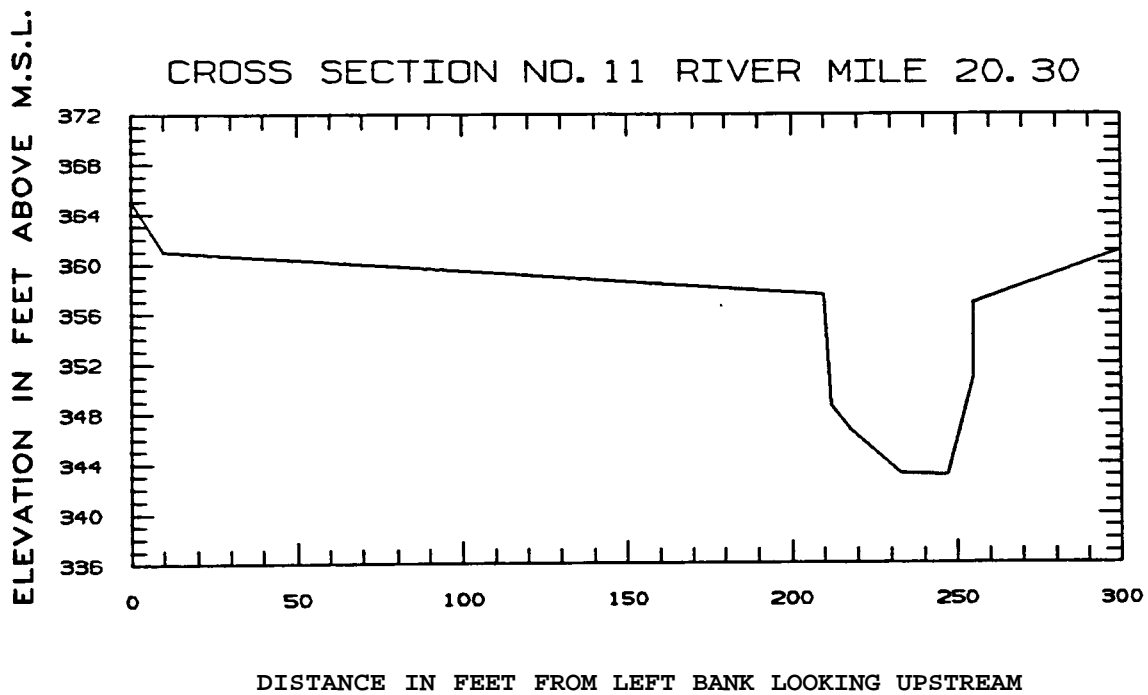 CROSS SECTION NO. 11 RIVER MILE 20.30
ELEVATION IN FEET ABOVE M.S.L.
372
368
364
360
356
352
348
344
340
336
0 50 100 150 200 250 300
DISTANCE IN FEET FROM LEFT BANK LOOKING UPSTREAM